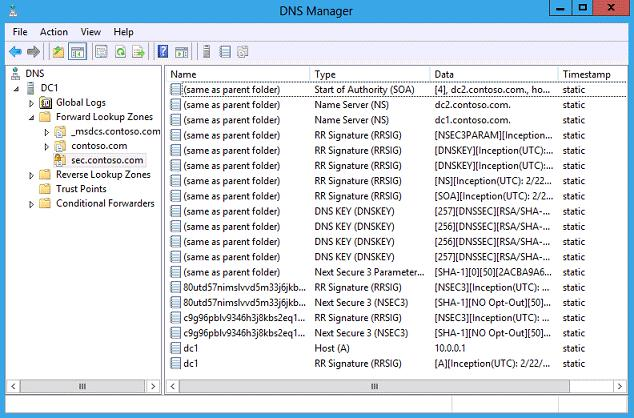 DNS Manager
File Action View Help
DNS
DC1
Global Logs
Forward Lookup Zones
_msdcs.contoso.com
contoso.com
sec.contoso.com
Reverse Lookup Zones
Trust Points
Conditional Forwarders
Name Type Data Timestamp
(same as parent folder) Start of Authority (SOA) [4], dc2.contoso.com., ho... static
(same as parent folder) Name Server (NS) dc2.contoso.com. static
(same as parent folder) Name Server (NS) dc1.contoso.com. static
(same as parent folder) RR Signature (RRSIG) [NSEC3PARAM][Inception... static
(same as parent folder) RR Signature (RRSIG) [DNSKEY][Inception(UTC):... static
(same as parent folder) RR Signature (RRSIG) [DNSKEY][Inception(UTC):... static
(same as parent folder) RR Signature (RRSIG) [NS][Inception(UTC): 2/22... static
(same as parent folder) RR Signature (RRSIG) [SOA][Inception(UTC): 2/2... static
(same as parent folder) DNS KEY (DNSKEY) [257][DNSSEC][RSA/SHA-... static
(same as parent folder) DNS KEY (DNSKEY) [256][DNSSEC][RSA/SHA-... static
(same as parent folder) DNS KEY (DNSKEY) [256][DNSSEC][RSA/SHA-... static
(same as parent folder) DNS KEY (DNSKEY) [257][DNSSEC][RSA/SHA-... static
(same as parent folder) Next Secure 3 Paramete... [SHA-1][0][50][2ACBA9A6... static
80utd57nimslvvd5m33j6jkb... RR Signature (RRSIG) [NSEC3][Inception(UTC): ... static
80utd57nimslvvd5m33j6jkb... Next Secure 3 (NSEC3) [SHA-1][NO Opt-Out][50]... static
c9g96pblv9346h3j8kbs2eq1... RR Signature (RRSIG) [NSEC3][Inception(UTC): ... static
c9g96pblv9346h3j8kbs2eq1... Next Secure 3 (NSEC3) [SHA-1][NO Opt-Out][50]... static
dc1 Host (A) 10.0.0.1 static
dc1 RR Signature (RRSIG) [A][Inception(UTC): 2/22/... static